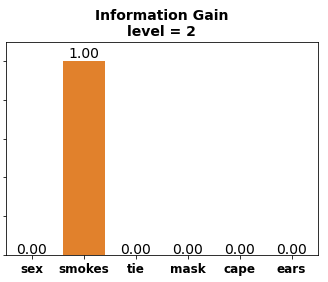 Information Gain
level = 2
1.00
0.00 0.00 0.00 0.00 0.00
sex smokes tie mask cape ears